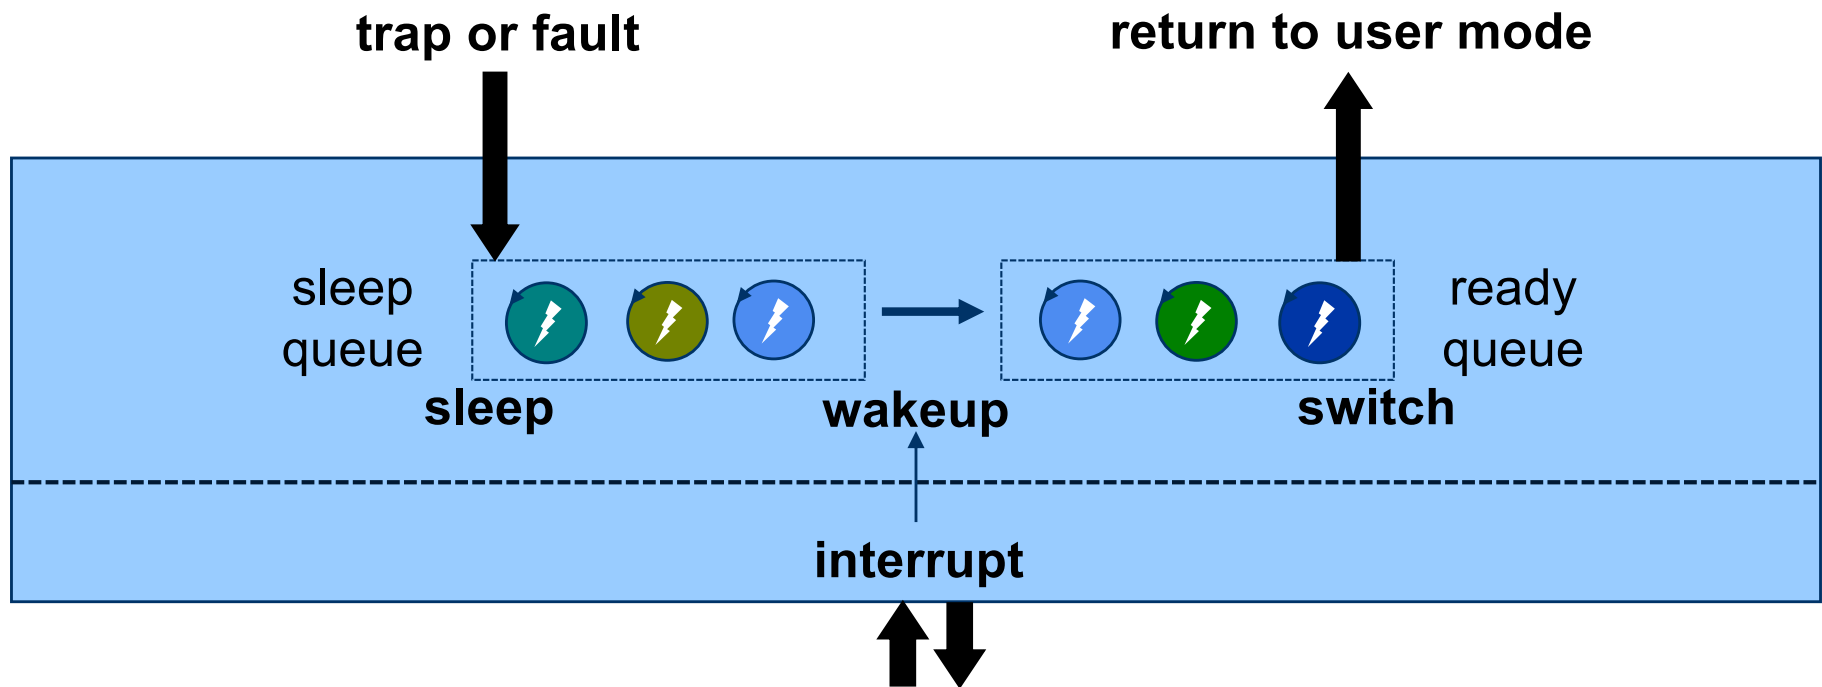 trap or fault
return to user mode
sleep
queue
ready
queue
sleep
wakeup
switch
interrupt